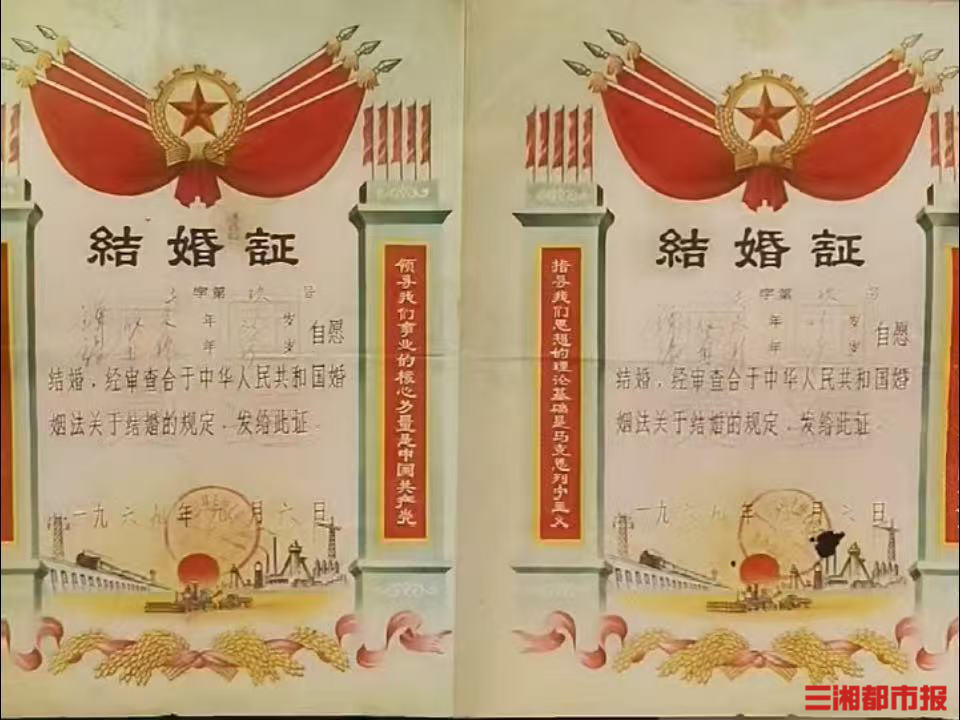 結婚証
字第 号
年 岁
年 岁 自愿
结婚,经审查合于中华人民共和国婚
姻法关于结婚的规定,发给此证。
一九六九年 月六日
领导我们事业的核心力量是中国共产党
指导我们思想的理论基础是马克思列宁主义
結婚証
字第 号
年 岁
年 岁 自愿
结婚,经审查合于中华人民共和国婚
姻法关于结婚的规定,发给此证。
一九六九年 月六日
三湘都市报